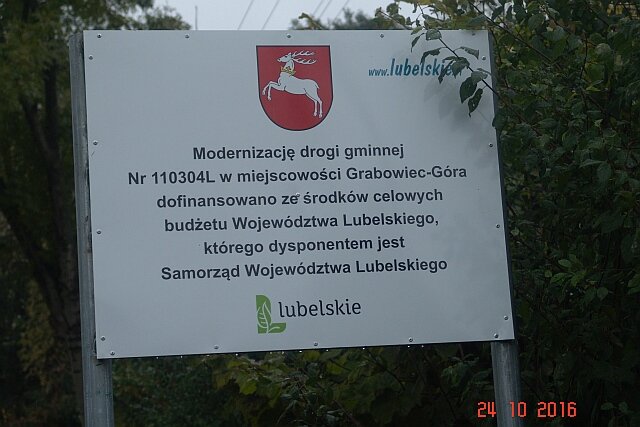 www.lubelskie
Modernizację drogi gminnej
Nr 110304L w miejscowości Grabowiec-Góra
dofinansowano ze środków celowych
budżetu Województwa Lubelskiego,
którego dysponentem jest
Samorząd Województwa Lubelskiego
lubelskie
24 10 2016